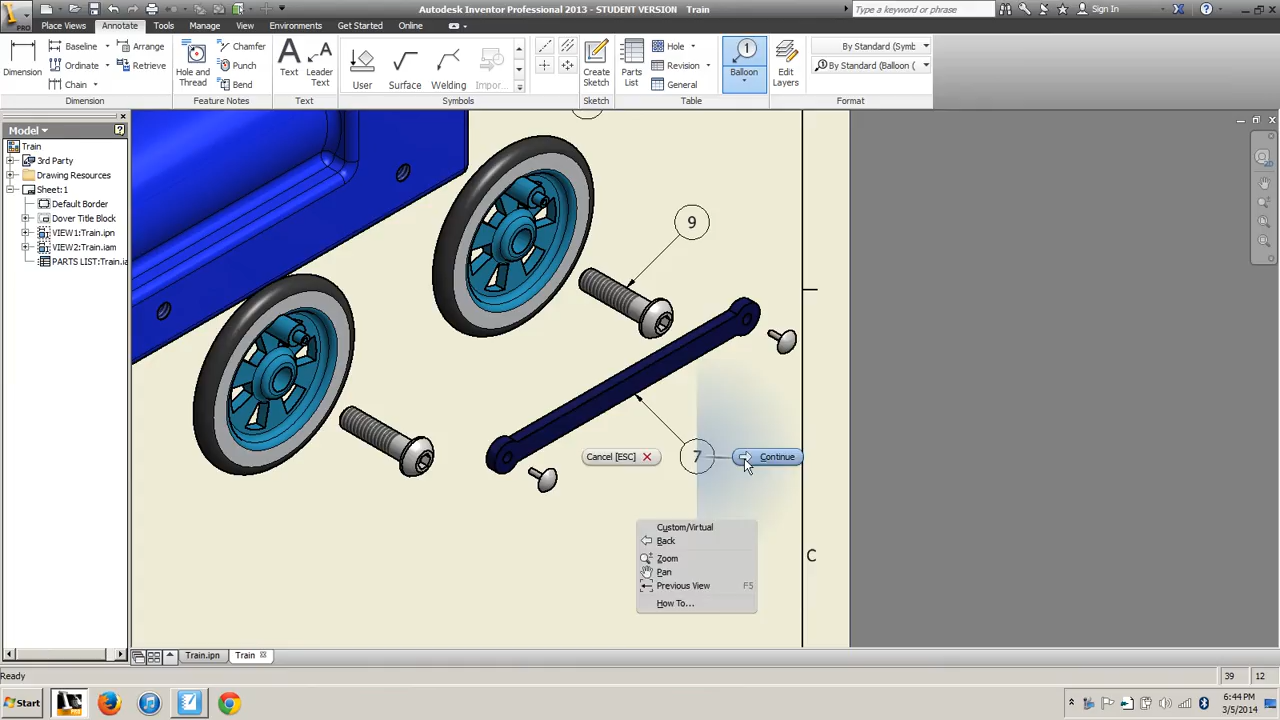 Autodesk Inventor Professional 2013 - STUDENT VERSION Train
Type a keyword or phrase
Sign In
PRO
Place Views Annotate Tools Manage View Environments Get Started Online
Dimension
Baseline
Ordinate
Chain
Arrange
Retrieve
Dimension
Hole and
Thread
Chamfer
Punch
Bend
Feature Notes
Text
Leader
Text
Text
User
Surface
Welding
Impor...
Symbols
Create
Sketch
Sketch
Parts
List
Hole
Revision
General
Table
1
Balloon
Edit
Layers
By Standard (Symb
By Standard (Balloon (
Format
Model
Train
3rd Party
Drawing Resources
Sheet:1
Default Border
Dover Title Block
VIEW1:Train.ipn
VIEW2:Train.iam
PARTS LIST:Train.ia
9
7
C
Cancel [ESC]
Continue
Custom/Virtual
Back
Zoom
Pan
Previous View F5
How To...
Train.ipn
Train
Ready
39 12
Start
6:44 PM
3/5/2014